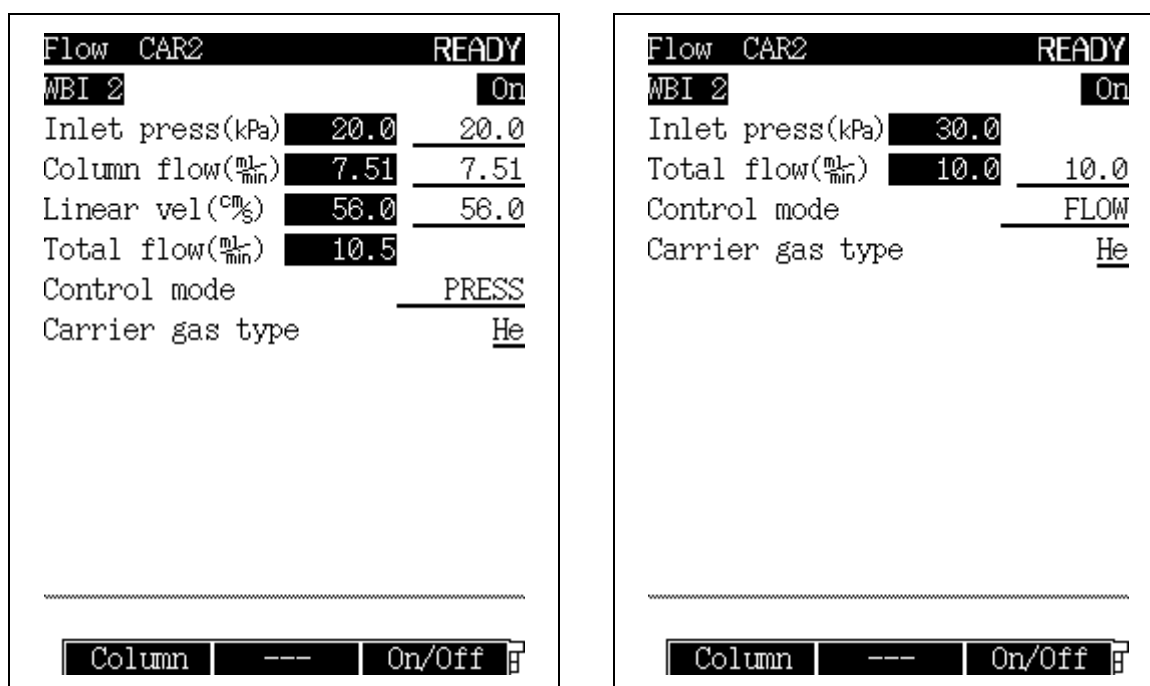 Flow CAR2 READY
WBI 2 On
Inlet press(kPa) 20.0 20.0
Column flow(mL/min) 7.51 7.51
Linear vel(cm/s) 56.0 56.0
Total flow(mL/min) 10.5
Control mode PRESS
Carrier gas type He
Column --- On/Off
Flow CAR2 READY
WBI 2 On
Inlet press(kPa) 30.0
Total flow(mL/min) 10.0 10.0
Control mode FLOW
Carrier gas type He
Column --- On/Off